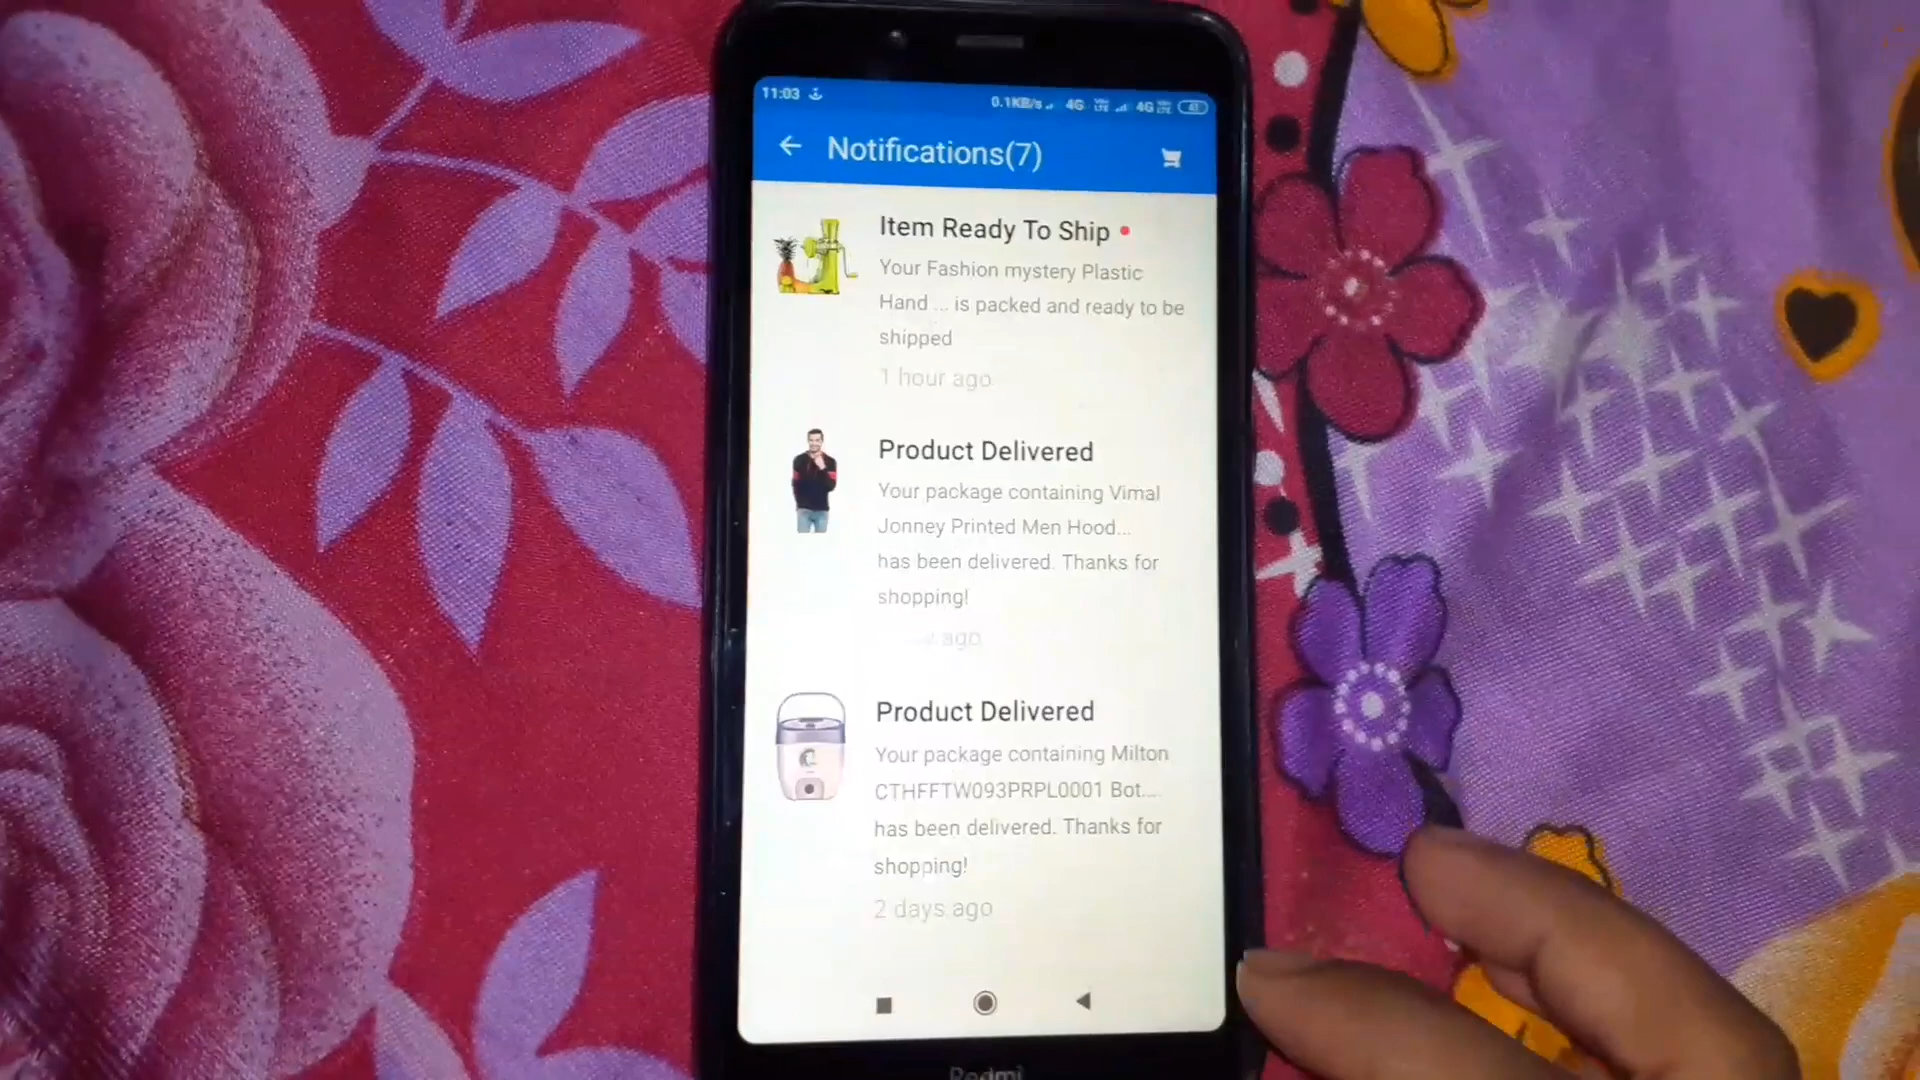 11:03
0.1KB/s 4G 4G 41
Notifications(7)
Item Ready To Ship
Your Fashion mystery Plastic
Hand ... is packed and ready to be
shipped
1 hour ago
Product Delivered
Your package containing Vimal
Jonney Printed Men Hood...
has been delivered. Thanks for
shopping!
ago
Product Delivered
Your package containing Milton
CTHFFTW093PRPL0001 Bot....
has been delivered. Thanks for
shopping!
2 days ago
Redmi